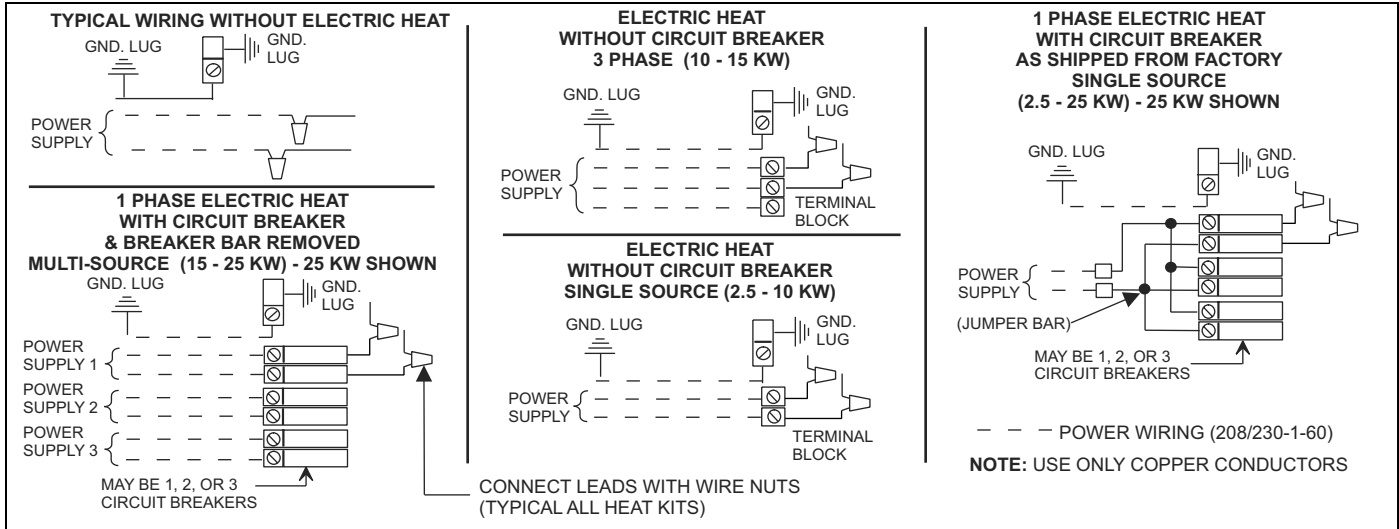 TYPICAL WIRING WITHOUT ELECTRIC HEAT
GND. LUG
GND.
LUG
POWER
SUPPLY
1 PHASE ELECTRIC HEAT
WITH CIRCUIT BREAKER
& BREAKER BAR REMOVED
MULTI-SOURCE (15 - 25 KW) - 25 KW SHOWN
GND. LUG
GND.
LUG
POWER
SUPPLY 1
POWER
SUPPLY 2
POWER
SUPPLY 3
MAY BE 1, 2, OR 3
CIRCUIT BREAKERS
CONNECT LEADS WITH WIRE NUTS
(TYPICAL ALL HEAT KITS)
ELECTRIC HEAT
WITHOUT CIRCUIT BREAKER
3 PHASE (10 - 15 KW)
GND. LUG
GND.
LUG
POWER
SUPPLY
TERMINAL
BLOCK
ELECTRIC HEAT
WITHOUT CIRCUIT BREAKER
SINGLE SOURCE (2.5 - 10 KW)
GND. LUG
GND.
LUG
POWER
SUPPLY
TERMINAL
BLOCK
1 PHASE ELECTRIC HEAT
WITH CIRCUIT BREAKER
AS SHIPPED FROM FACTORY
SINGLE SOURCE
(2.5 - 25 KW) - 25 KW SHOWN
GND. LUG
GND.
LUG
POWER
SUPPLY
(JUMPER BAR)
MAY BE 1, 2, OR 3
CIRCUIT BREAKERS
POWER WIRING (208/230-1-60)
NOTE: USE ONLY COPPER CONDUCTORS